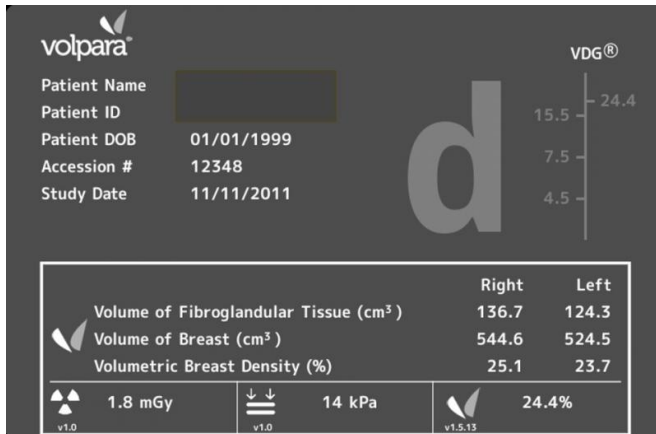 volpara®
VDG®
Patient Name
Patient ID
Patient DOB 01/01/1999
Accession # 12348
Study Date 11/11/2011
d
24.4
15.5
7.5
4.5
Right Left
Volume of Fibroglandular Tissue (cm³) 136.7 124.3
Volume of Breast (cm³) 544.6 524.5
Volumetric Breast Density (%) 25.1 23.7
1.8 mGy 14 kPa 24.4%
v1.0 v1.0 v1.5.13